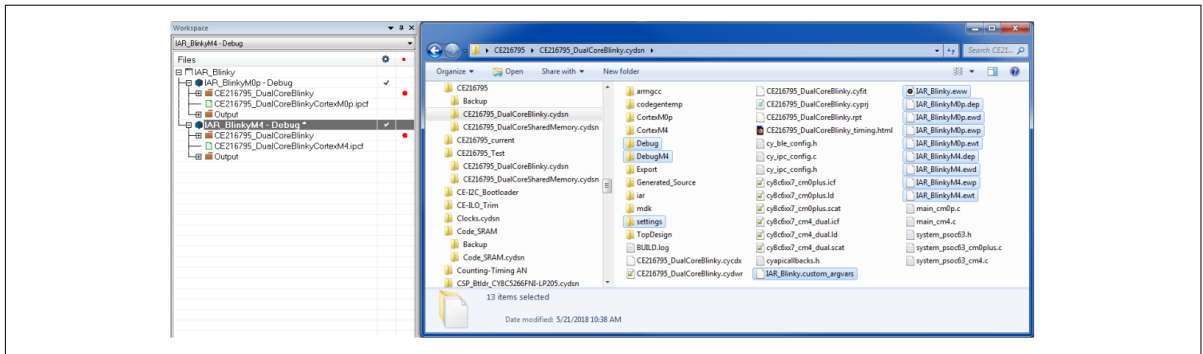 Workspace
IAR_BlinkyM4 - Debug
Files
IAR_Blinky
IAR_BlinkyM0p - Debug
CE216795_DualCoreBlinky
CE216795_DualCoreBlinkyCortexM0p.ipcf
Output
IAR_BlinkyM4 - Debug *
CE216795_DualCoreBlinky
CE216795_DualCoreBlinkyCortexM4.ipcf
Output
CE216795 CE216795_DualCoreBlinky.cydsn
Search CE21...
Organize Open Share with New folder
CE216795
Backup
CE216795_DualCoreBlinky.cydsn
CE216795_DualCoreSharedMemory.cydsn
CE216795_current
CE216795_Test
CE216795_DualCoreBlinky.cydsn
CE216795_DualCoreSharedMemory.cydsn
CE-I2C_Bootloader
CE-ILO_Trim
Clocks.cydsn
Code_SRAM
Backup
Code_SRAM.cydsn
Counting-Timing AN
CSP_Btldr_CY8C5266FNI-LP205.cydsn
armgcc
codegentemp
CortexM0p
CortexM4
Debug
DebugM4
Export
Generated_Source
iar
mdk
settings
TopDesign
BUILD.log
CE216795_DualCoreBlinky.cycdx
CE216795_DualCoreBlinky.cydwr
CE216795_DualCoreBlinky.cyfit
CE216795_DualCoreBlinky.cyprj
CE216795_DualCoreBlinky.rpt
CE216795_DualCoreBlinky_timing.html
cy_ble_config.h
cy_ipc_config.c
cy_ipc_config.h
cy8c6xx7_cm0plus.icf
cy8c6xx7_cm0plus.ld
cy8c6xx7_cm0plus.scat
cy8c6xx7_cm4_dual.icf
cy8c6xx7_cm4_dual.ld
cy8c6xx7_cm4_dual.scat
cyapicallbacks.h
IAR_Blinky.custom_argvars
IAR_Blinky.eww
IAR_BlinkyM0p.dep
IAR_BlinkyM0p.ewd
IAR_BlinkyM0p.ewp
IAR_BlinkyM0p.ewt
IAR_BlinkyM4.dep
IAR_BlinkyM4.ewd
IAR_BlinkyM4.ewp
IAR_BlinkyM4.ewt
main_cm0p.c
main_cm4.c
system_psoc63.h
system_psoc63_cm0plus.c
system_psoc63_cm4.c
13 items selected
Date modified: 5/21/2018 10:38 AM